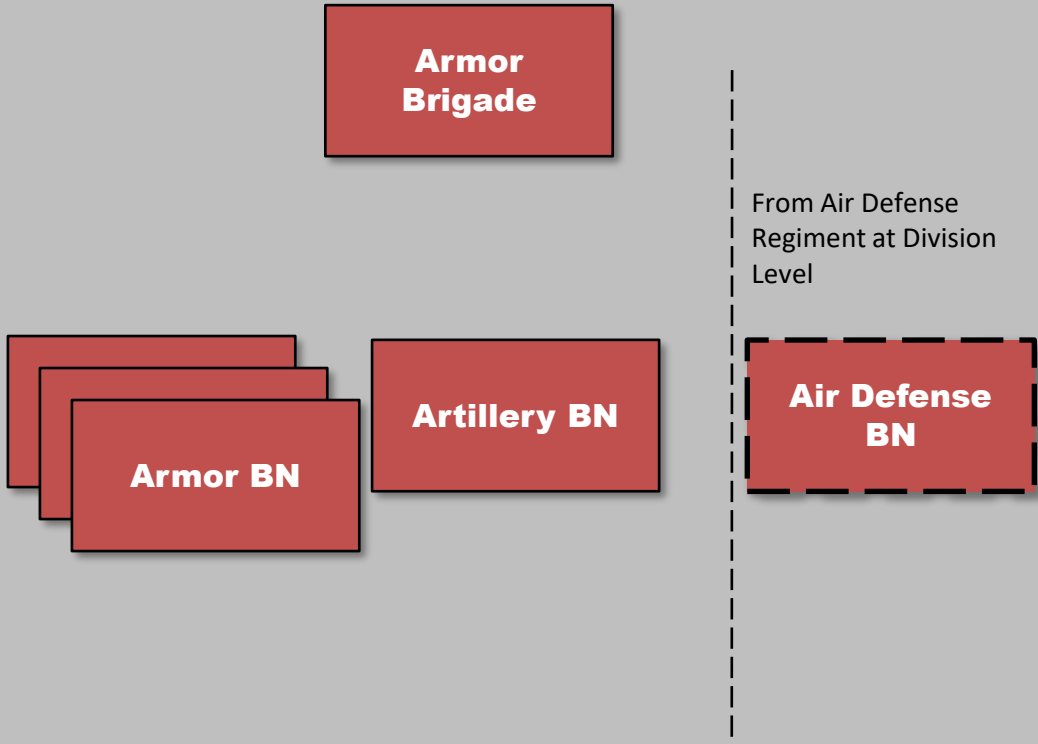 Armor
Brigade
From Air Defense
Regiment at Division
Level
Armor BN
Artillery BN
Air Defense
BN